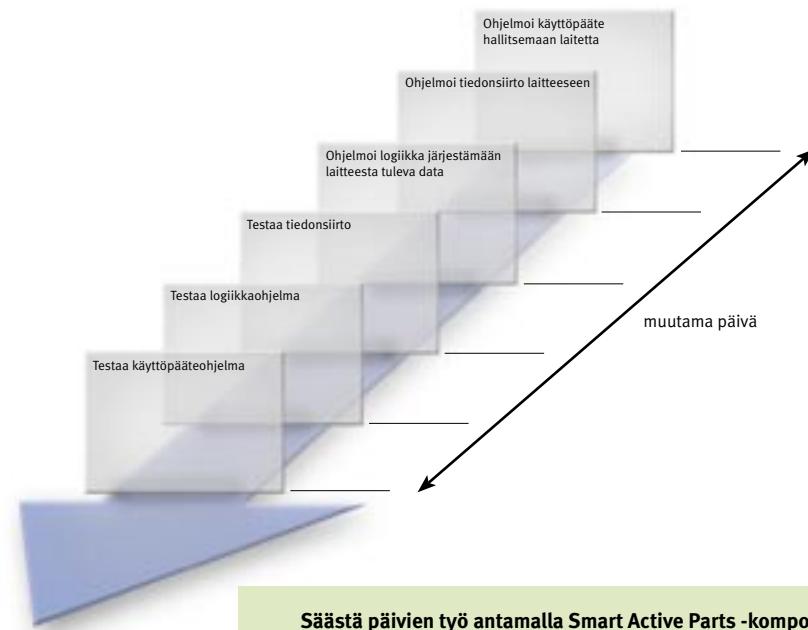 Ohjelmoi käyttöpääte
hallitsemaan laitetta
Ohjelmoi tiedonsiirto laitteeseen
Ohjelmoi logiikka järjestämään
laitteesta tuleva data
Testaa tiedonsiirto
Testaa logiikkaohjelma
Testaa käyttöpääteohjelma
muutama päivä
Säästä päivien työ antamalla Smart Active Parts